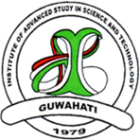 INSTITUTE OF ADVANCED STUDY IN SCIENCE AND TECHNOLOGY
GUWAHATI
1979